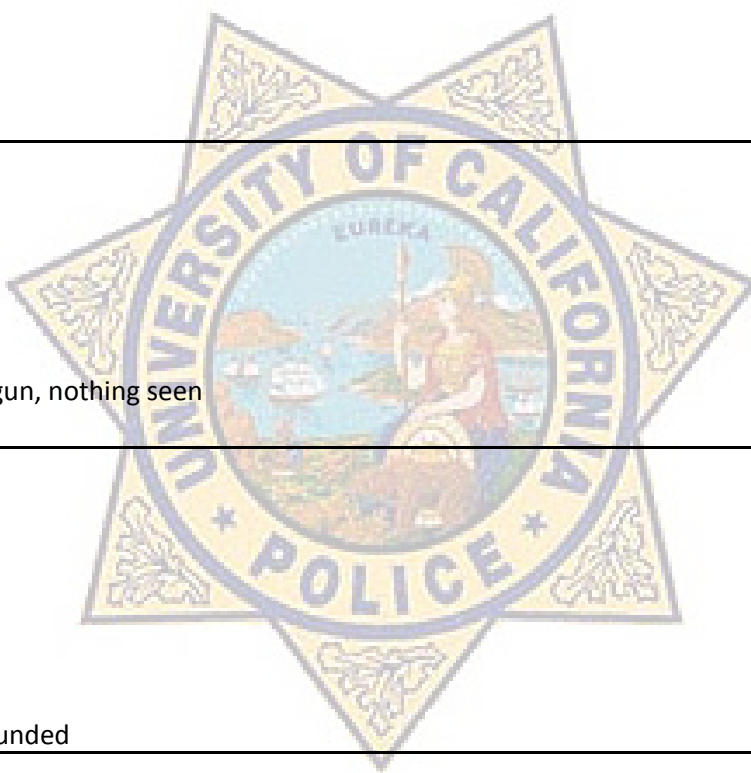 UNIVERSITY OF CALIFORNIA
EUREKA
gun, nothing seen
POLICE
unded